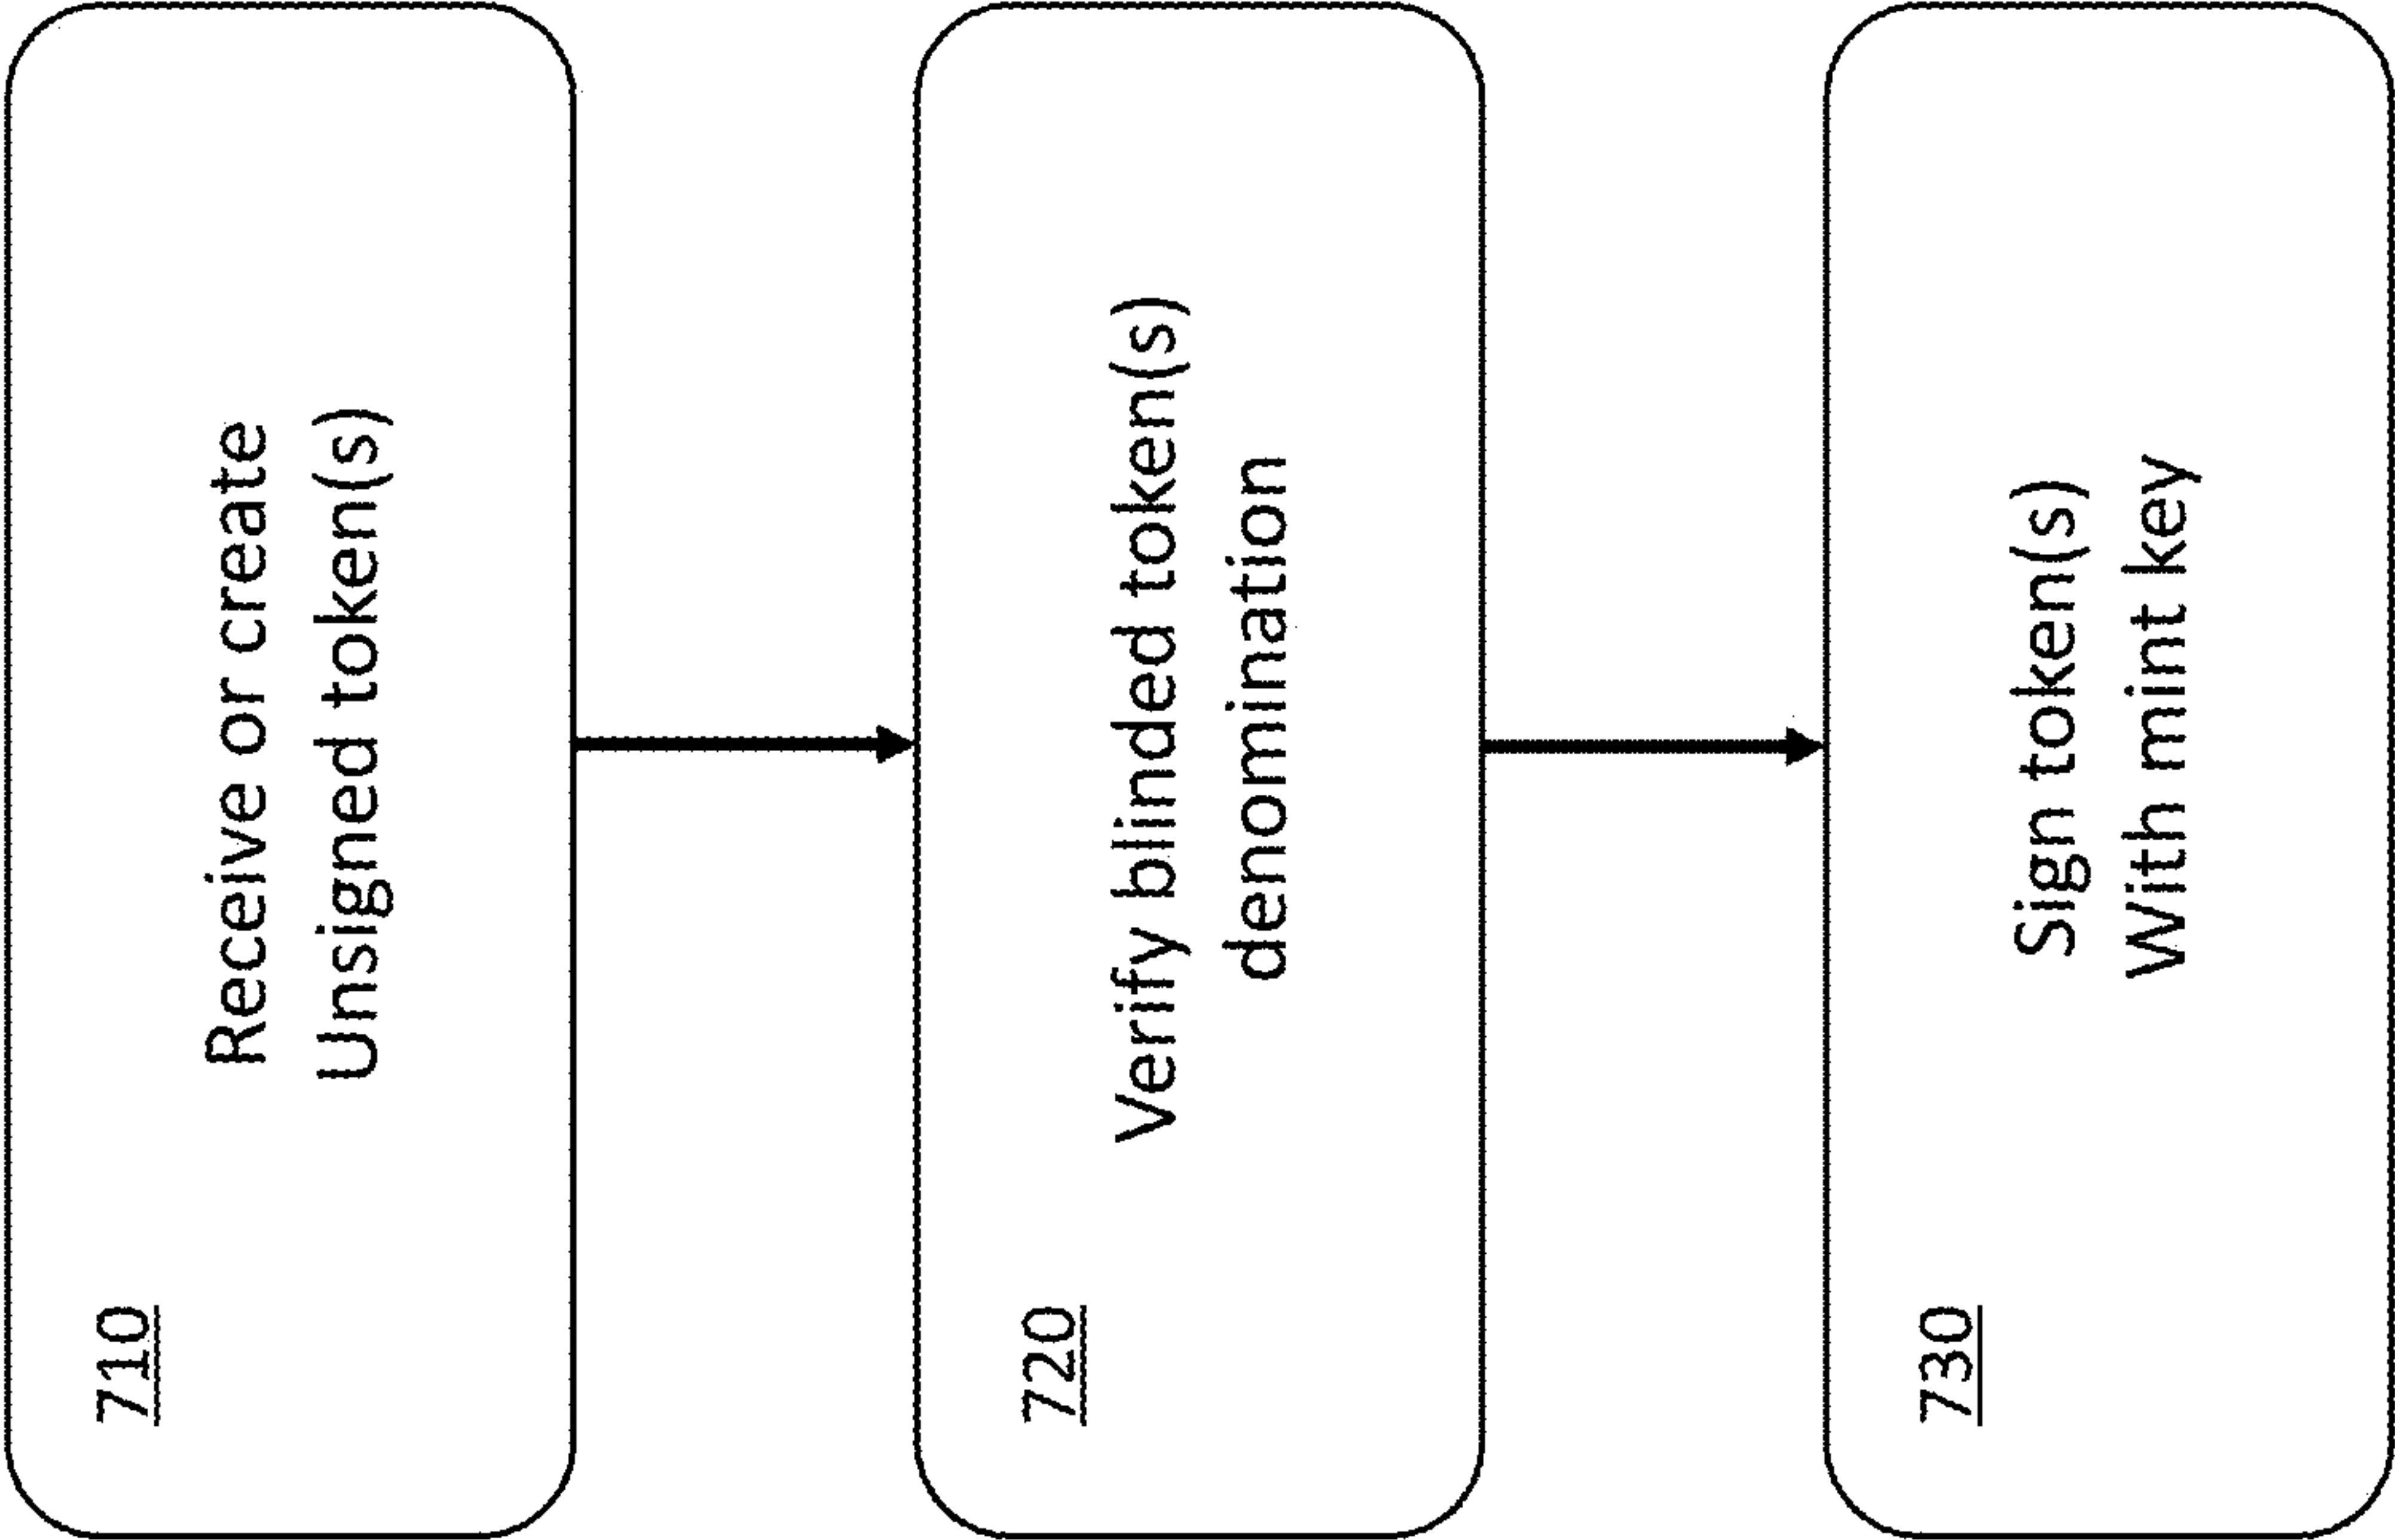 710
Receive or create
Unsigned token(s)
720
Verify blinded token(s)
denomination
730
Sign token(s)
With mint key